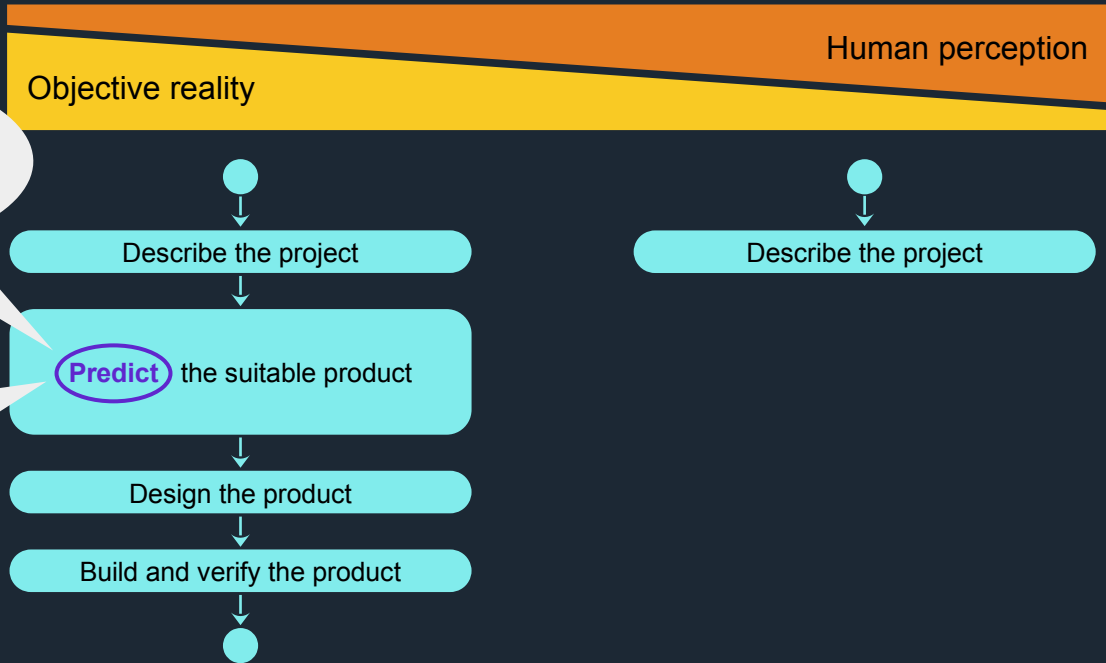 Human perception
Objective reality
Describe the project
Describe the project
Predict the suitable product
Design the product
Build and verify the product